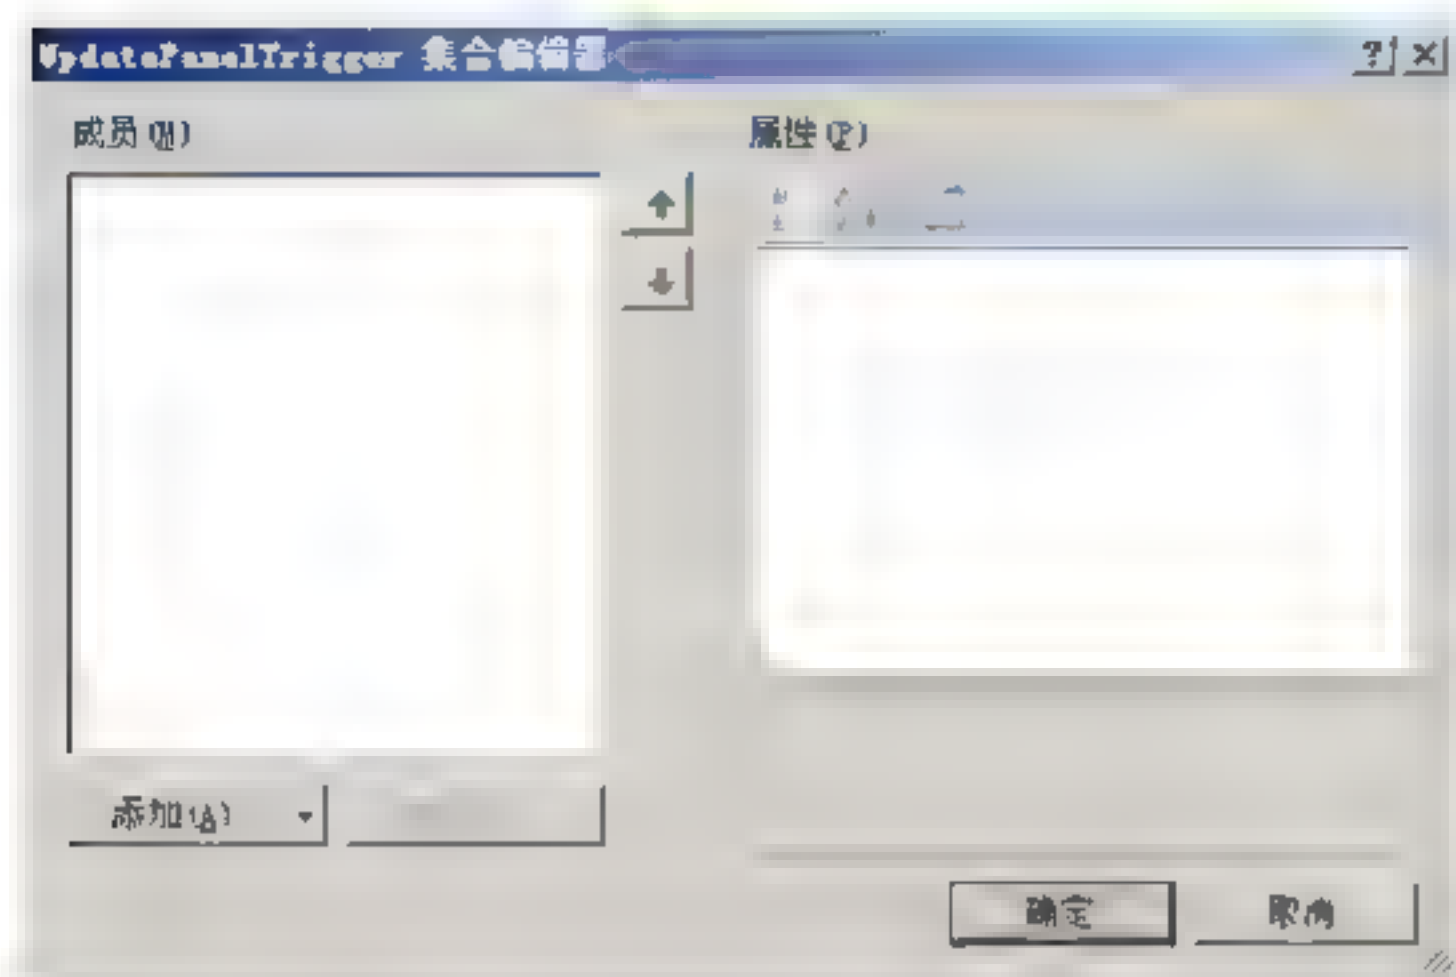 UpdatePanelTrigger 集合编辑器
成员(M)
属性(P)
添加(A)
确定
取消